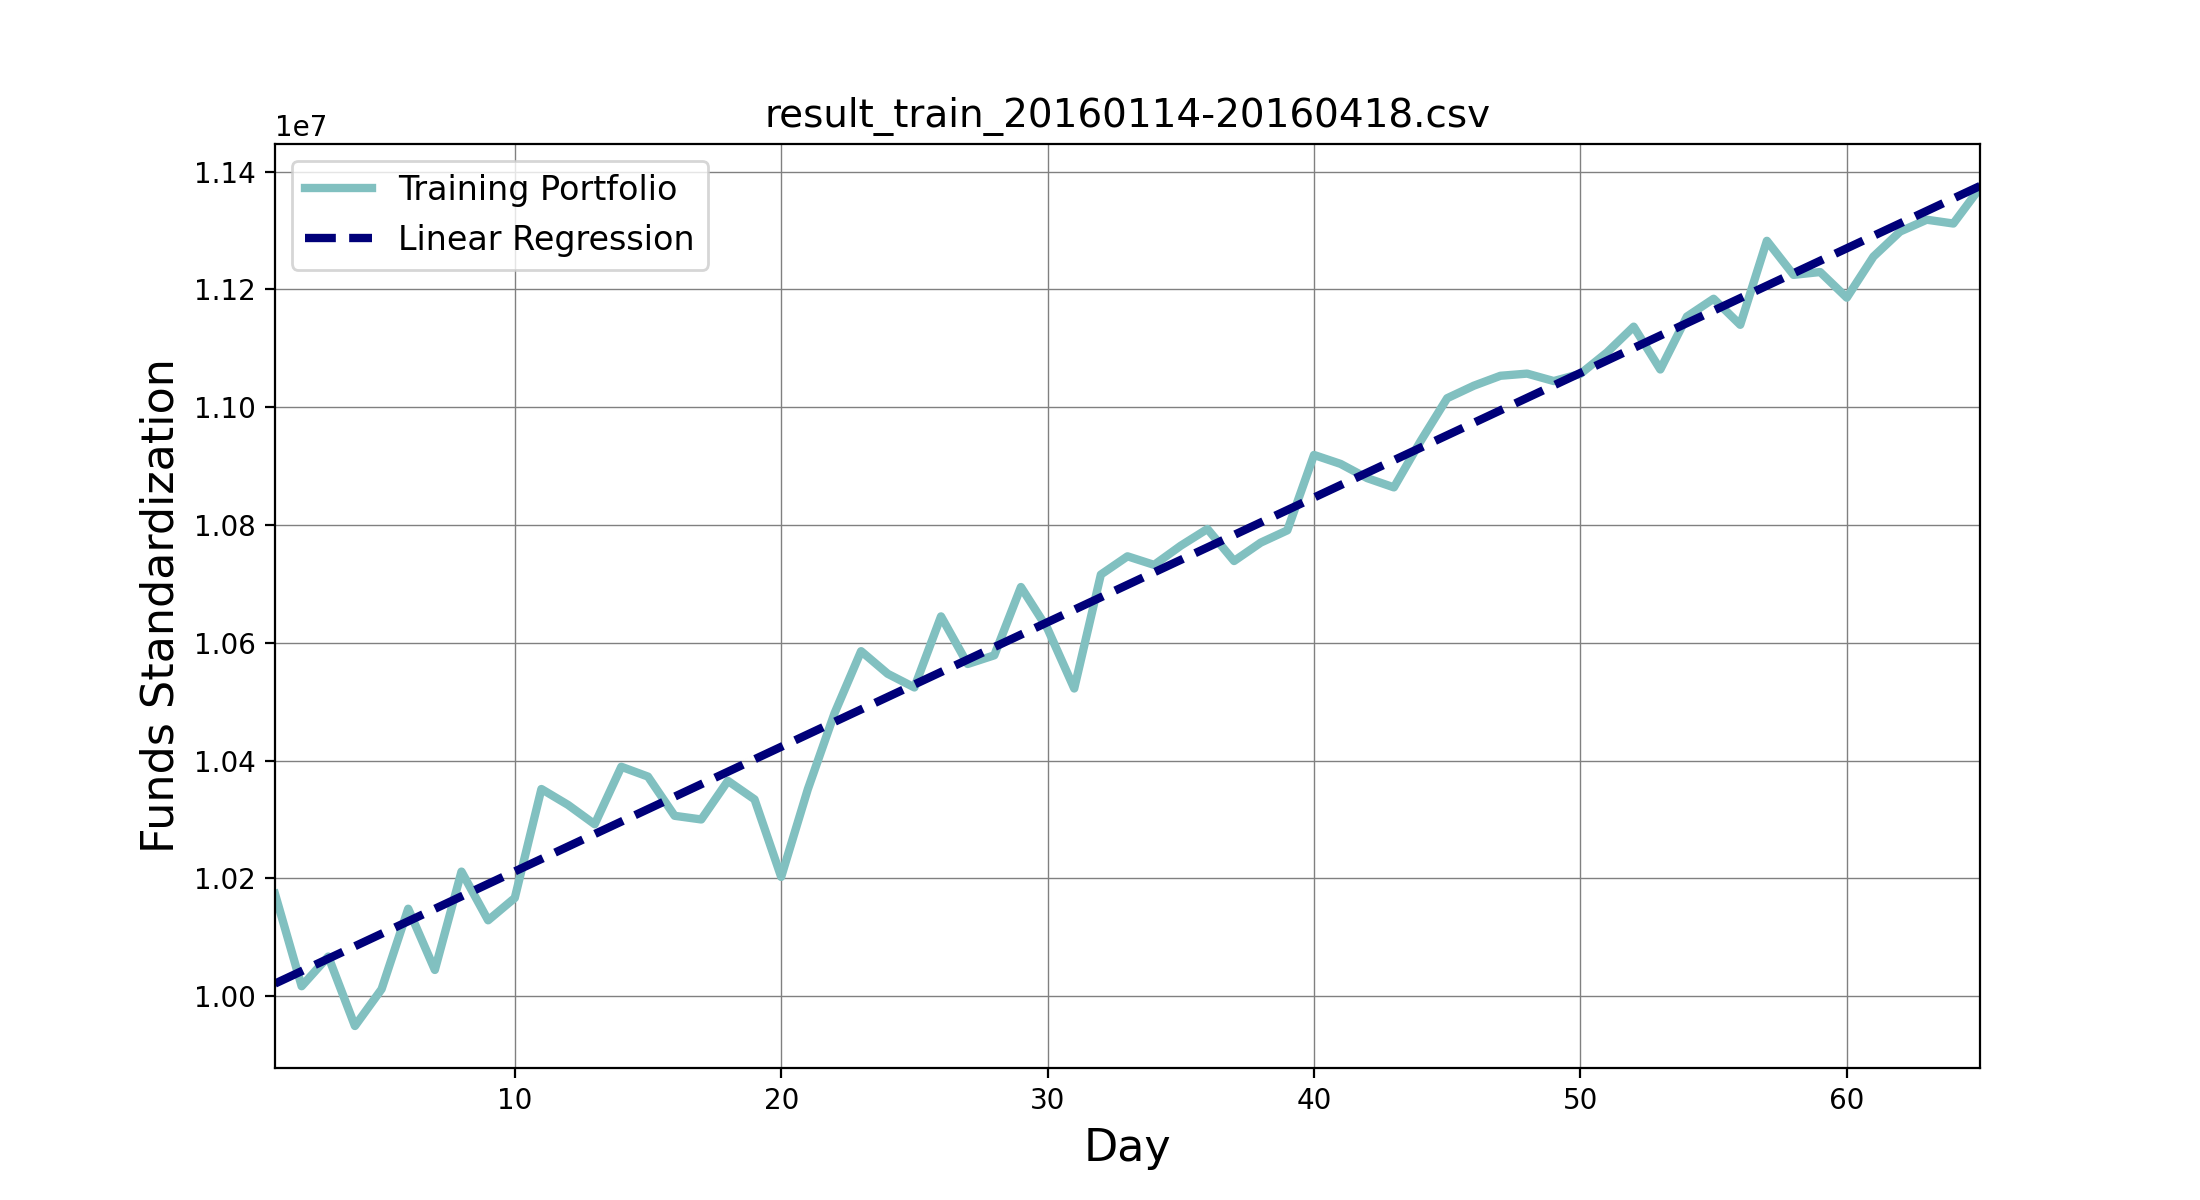 result_train_20160114-20160418.csv
1e7
Training Portfolio
Linear Regression
1.14
1.12
1.10
1.08
1.06
1.04
1.02
1.00
Funds Standardization
10 20 30 40 50 60
Day